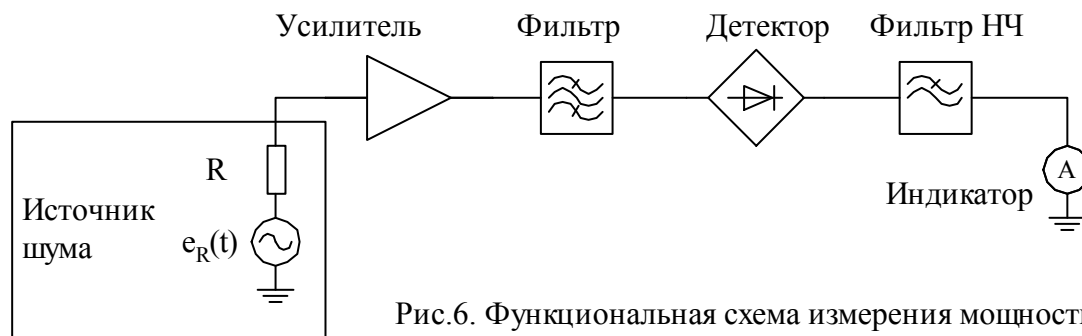 Усилитель
Фильтр
Детектор
Фильтр НЧ
R
Источник
шума
e_R(t)
A
Индикатор
Рис.6. Функциональная схема измерения мощност